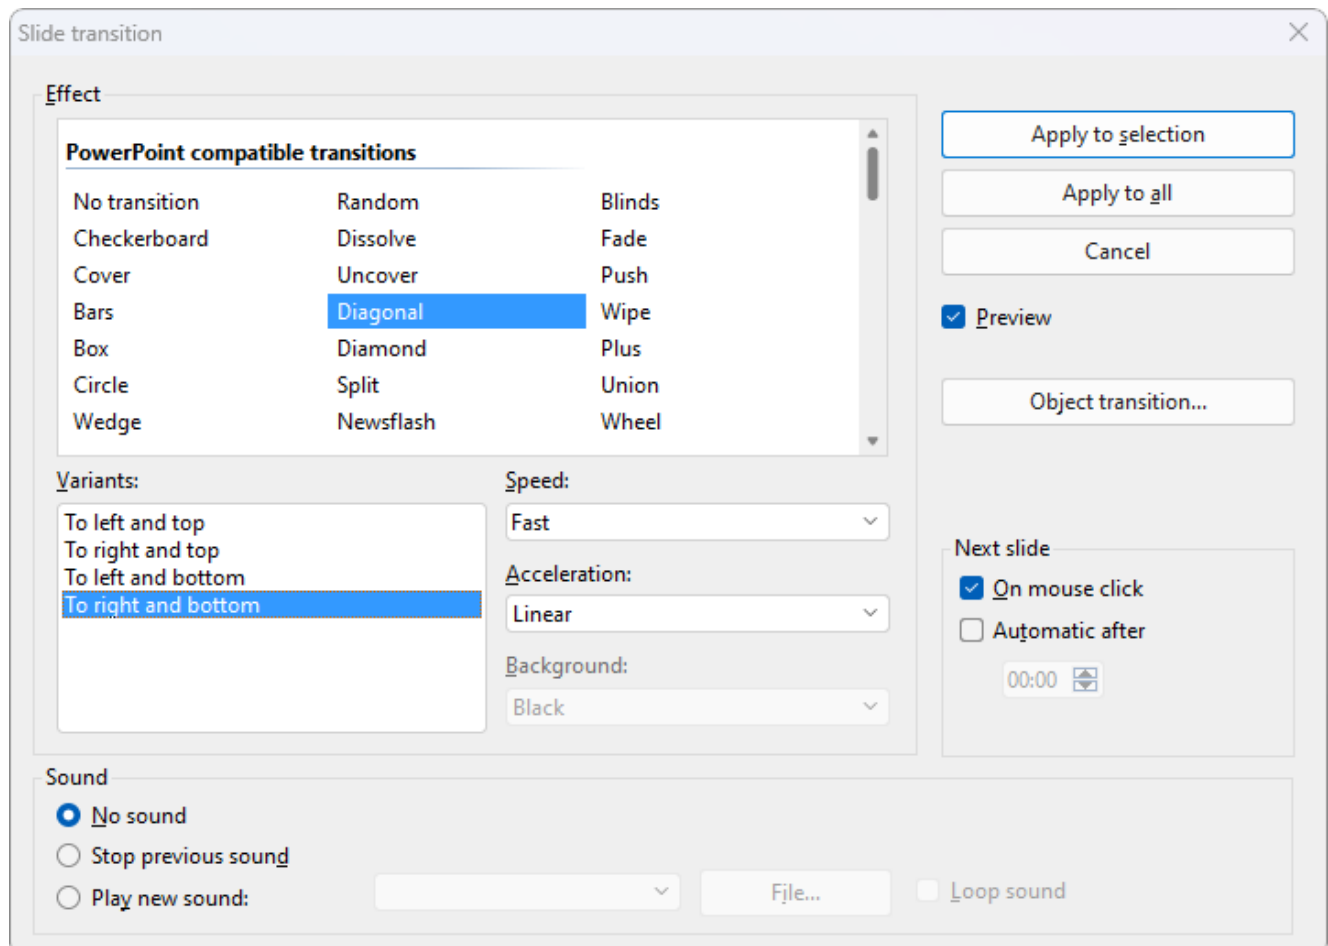 Slide transition
Effect
PowerPoint compatible transitions
No transition Random Blinds
Checkerboard Dissolve Fade
Cover Uncover Push
Bars Diagonal Wipe
Box Diamond Plus
Circle Split Union
Wedge Newsflash Wheel
Variants:
To left and top
To right and top
To left and bottom
To right and bottom
Speed:
Fast
Acceleration:
Linear
Background:
Black
Apply to selection
Apply to all
Cancel
Preview
Object transition...
Next slide
On mouse click
Automatic after
00:00
Sound
No sound
Stop previous sound
Play new sound: File... Loop sound